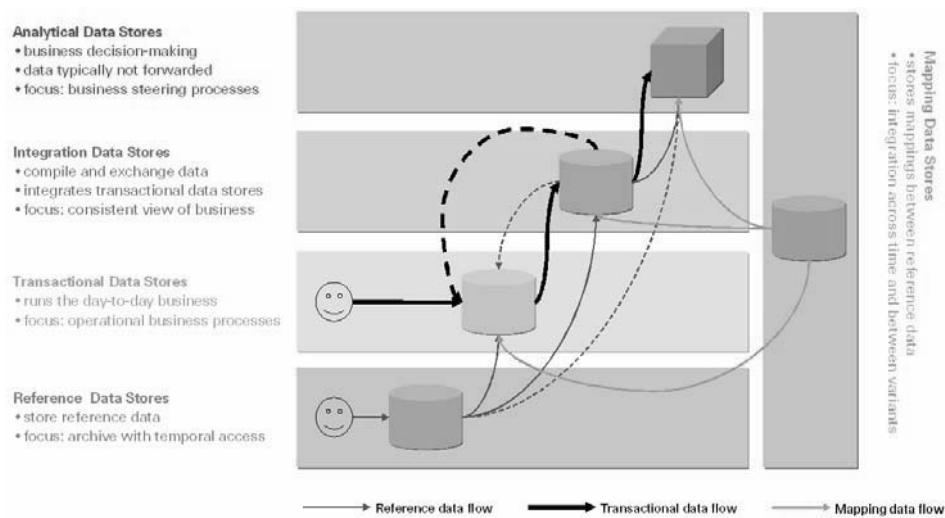 Analytical Data Stores
• business decision-making
• data typically not forwarded
• focus: business steering processes
Integration Data Stores
• compile and exchange data
• integrates transactional data stores
• focus: consistent view of business
Transactional Data Stores
• runs the day-to-day business
• focus: operational business processes
Reference Data Stores
• store reference data
• focus: archive with temporal access
Mapping Data Stores
• stores mappings between reference data
• focus: integration across time and between variants
Reference data flow
Transactional data flow
Mapping data flow